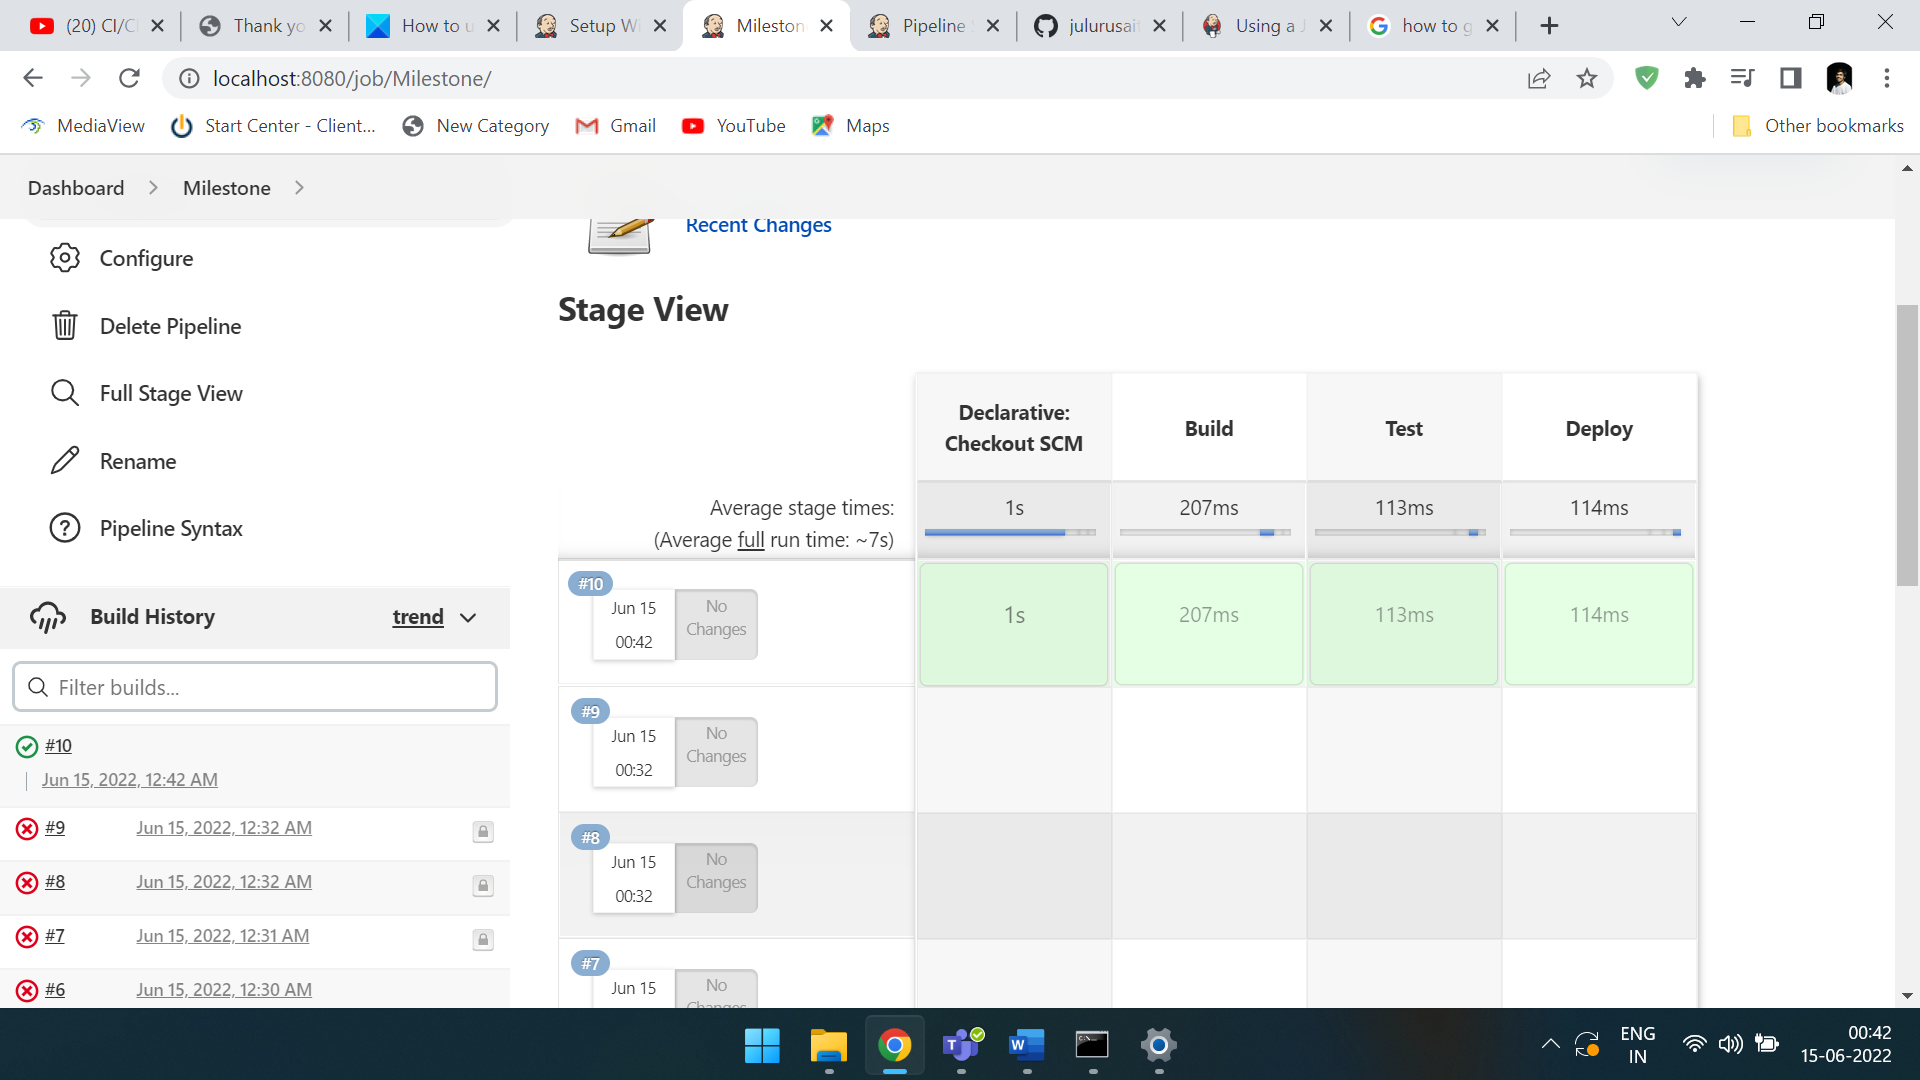 (20) CI/CD
Thank yo
How to u
Setup Wi
Mileston
Pipeline S
julurusait
Using a J
how to g
localhost:8080/job/Milestone/
MediaView
Start Center - Client...
New Category
Gmail
YouTube
Maps
Other bookmarks
Dashboard
Milestone
Recent Changes
Configure
Delete Pipeline
Full Stage View
Rename
Pipeline Syntax
Build History
trend
Filter builds...
#10
Jun 15, 2022, 12:42 AM
#9
Jun 15, 2022, 12:32 AM
#8
Jun 15, 2022, 12:32 AM
#7
Jun 15, 2022, 12:31 AM
#6
Jun 15, 2022, 12:30 AM
Stage View
Declarative:
Checkout SCM
Build
Test
Deploy
Average stage times:
(Average full run time: ~7s)
1s
207ms
113ms
114ms
#10
Jun 15
00:42
No
Changes
1s
207ms
113ms
114ms
#9
Jun 15
00:32
No
Changes
#8
Jun 15
00:32
No
Changes
#7
Jun 15
No
Changes
ENG
IN
00:42
15-06-2022